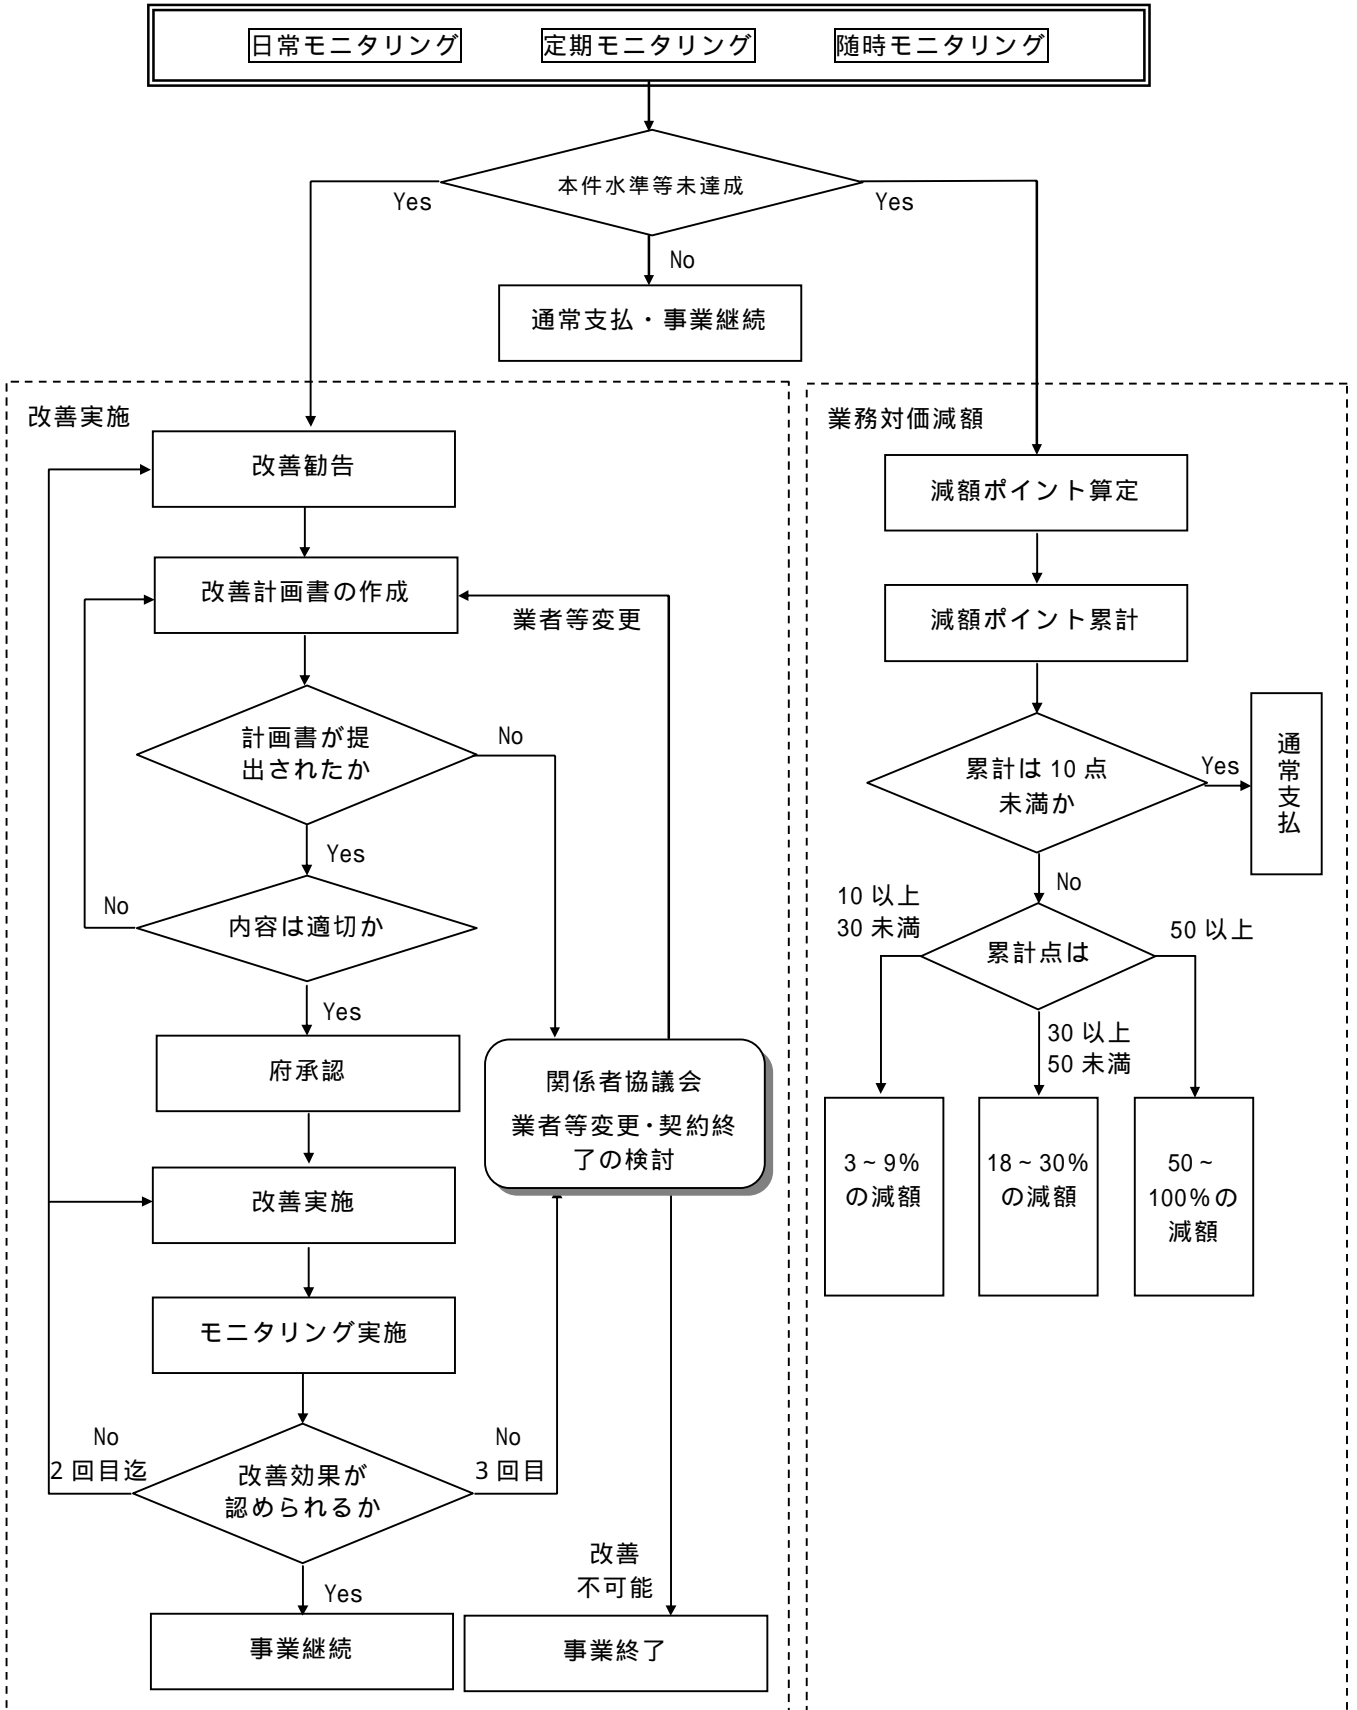 日常モニタリング 定期モニタリング 随時モニタリング
本件水準等未達成
Yes
Yes
No
通常支払・事業継続
改善実施
改善勧告
改善計画書の作成
業者等変更
計画書が提
出されたか
No
Yes
内容は適切か
No
Yes
府承認
関係者協議会
業者等変更・契約終
了の検討
改善実施
モニタリング実施
改善効果が
認められるか
No
2回目迄
No
3回目
Yes
事業継続
改善
不可能
事業終了
業務対価減額
減額ポイント算定
減額ポイント累計
累計は10点
未満か
Yes
通常支払
No
累計点は
10以上
30未満
30以上
50未満
50以上
3~9%
の減額
18~30%
の減額
50~
100%の
減額